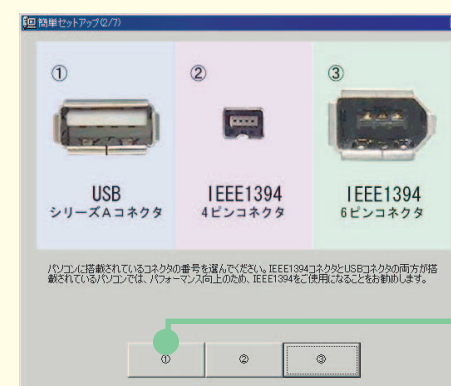 簡単セットアップ(2/7)
① ② ③
USB IEEE1394 IEEE1394
シリーズAコネクタ 4ピンコネクタ 6ピンコネクタ
パソコンに搭載されているコネクタの番号を選んでください。IEEE1394コネクタとUSBコネクタの両方が搭
載されているパソコンでは、パフォーマンス向上のため、IEEE1394をご使用になることをお勧めします。
① ② ③